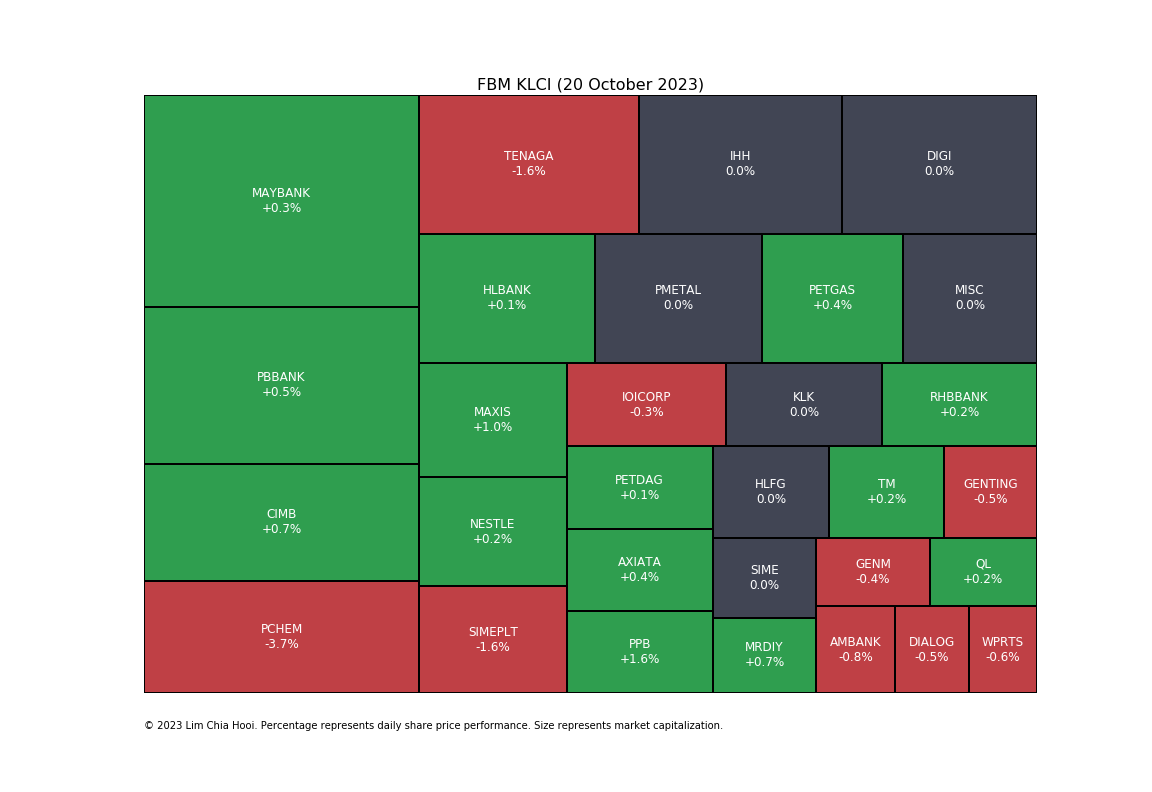 FBM KLCI (20 October 2023)
MAYBANK
+0.3%
PBBANK
+0.5%
CIMB
+0.7%
PCHEM
-3.7%
TENAGA
-1.6%
IHH
0.0%
DIGI
0.0%
HLBANK
+0.1%
PMETAL
0.0%
PETGAS
+0.4%
MISC
0.0%
MAXIS
+1.0%
NESTLE
+0.2%
SIMEPLT
-1.6%
IOICORP
-0.3%
KLK
0.0%
RHBBANK
+0.2%
PETDAG
+0.1%
AXIATA
+0.4%
PPB
+1.6%
HLFG
0.0%
TM
+0.2%
GENTING
-0.5%
SIME
0.0%
MRDIY
+0.7%
GENM
-0.4%
QL
+0.2%
AMBANK
-0.8%
DIALOG
-0.5%
WPRTS
-0.6%
© 2023 Lim Chia Hooi. Percentage represents daily share price performance. Size represents market capitalization.